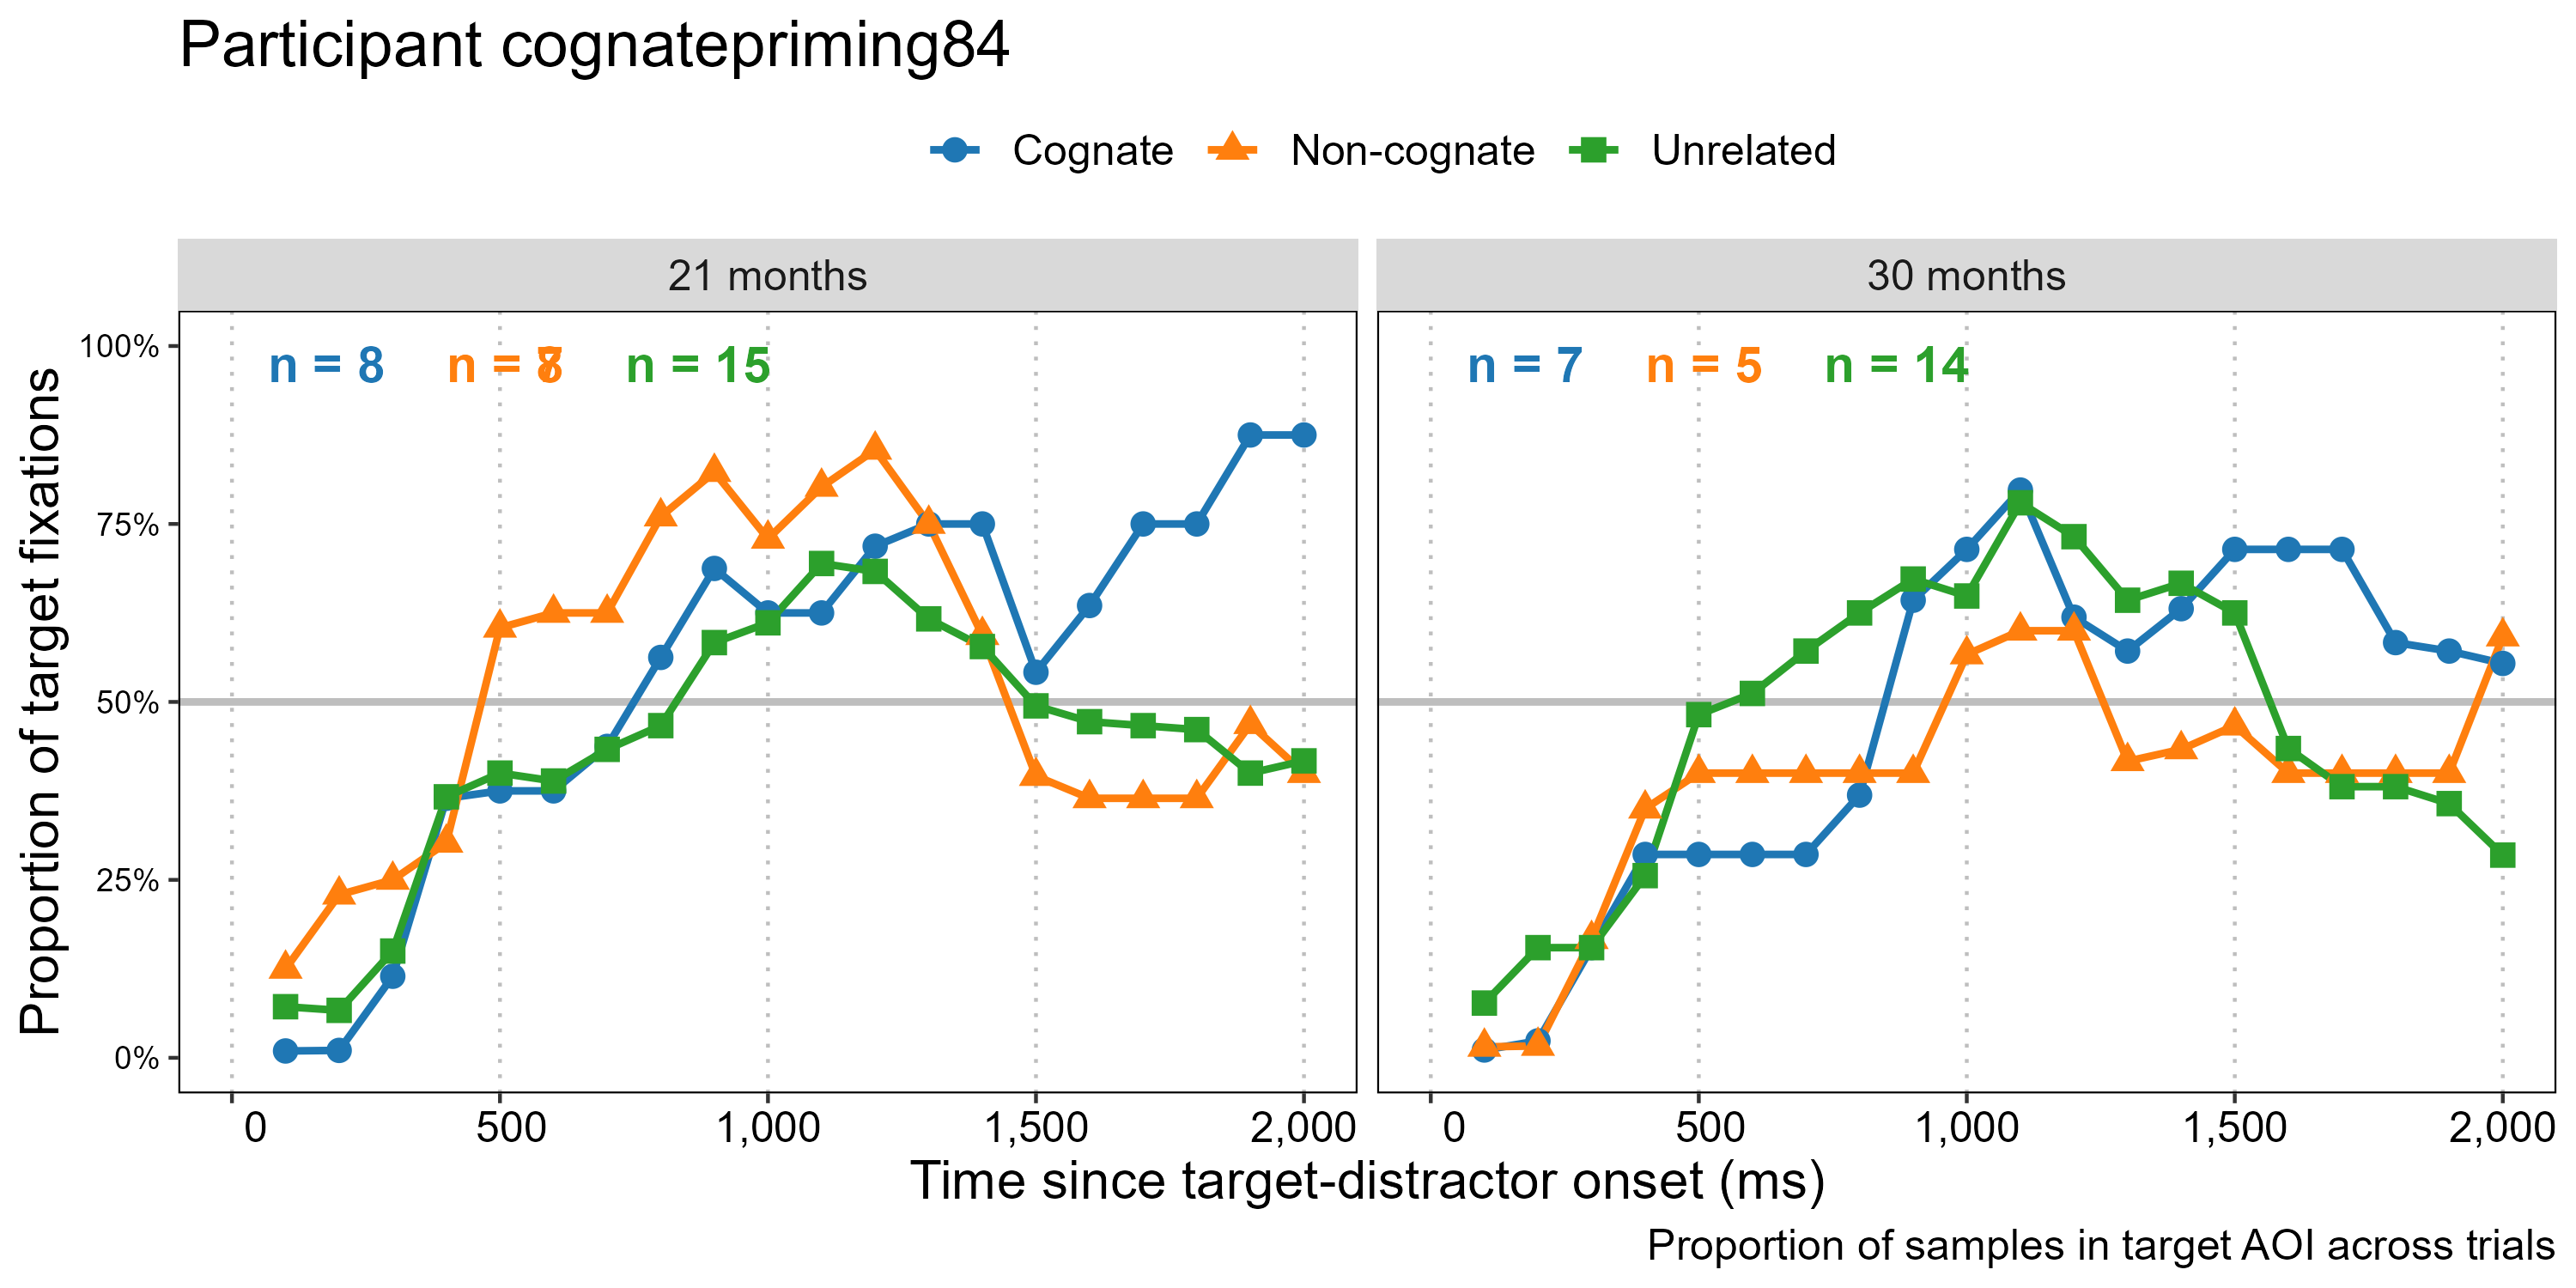 Participant cognatepriming84
Cognate Non-cognate Unrelated
21 months 30 months
n = 8 n = n = 15 n = 7 n = 5 n = 14
100%
75%
50%
25%
0%
Proportion of target fixations
0 500 1,000 1,500 2,000 0 500 1,000 1,500 2,000
Time since target-distractor onset (ms)
Proportion of samples in target AOI across trials